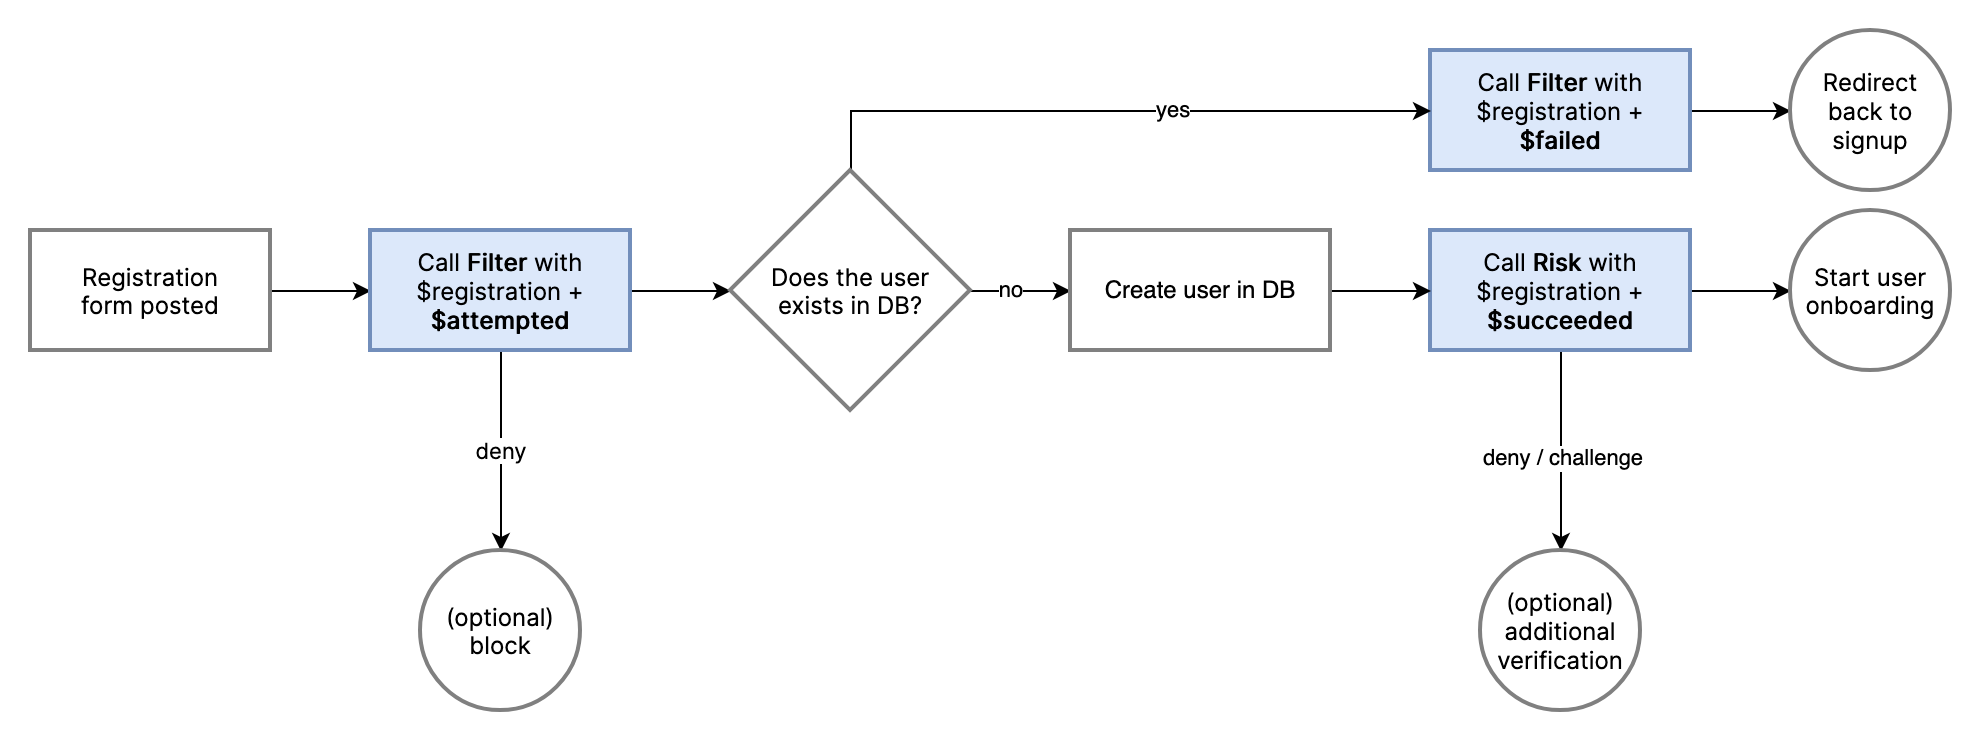 Registration
form posted
Call Filter with
$registration +
$attempted
deny
(optional)
block
Does the user
exists in DB?
yes
Call Filter with
$registration +
$failed
Redirect
back to
signup
no
Create user in DB
Call Risk with
$registration +
$succeeded
Start user
onboarding
deny / challenge
(optional)
additional
verification